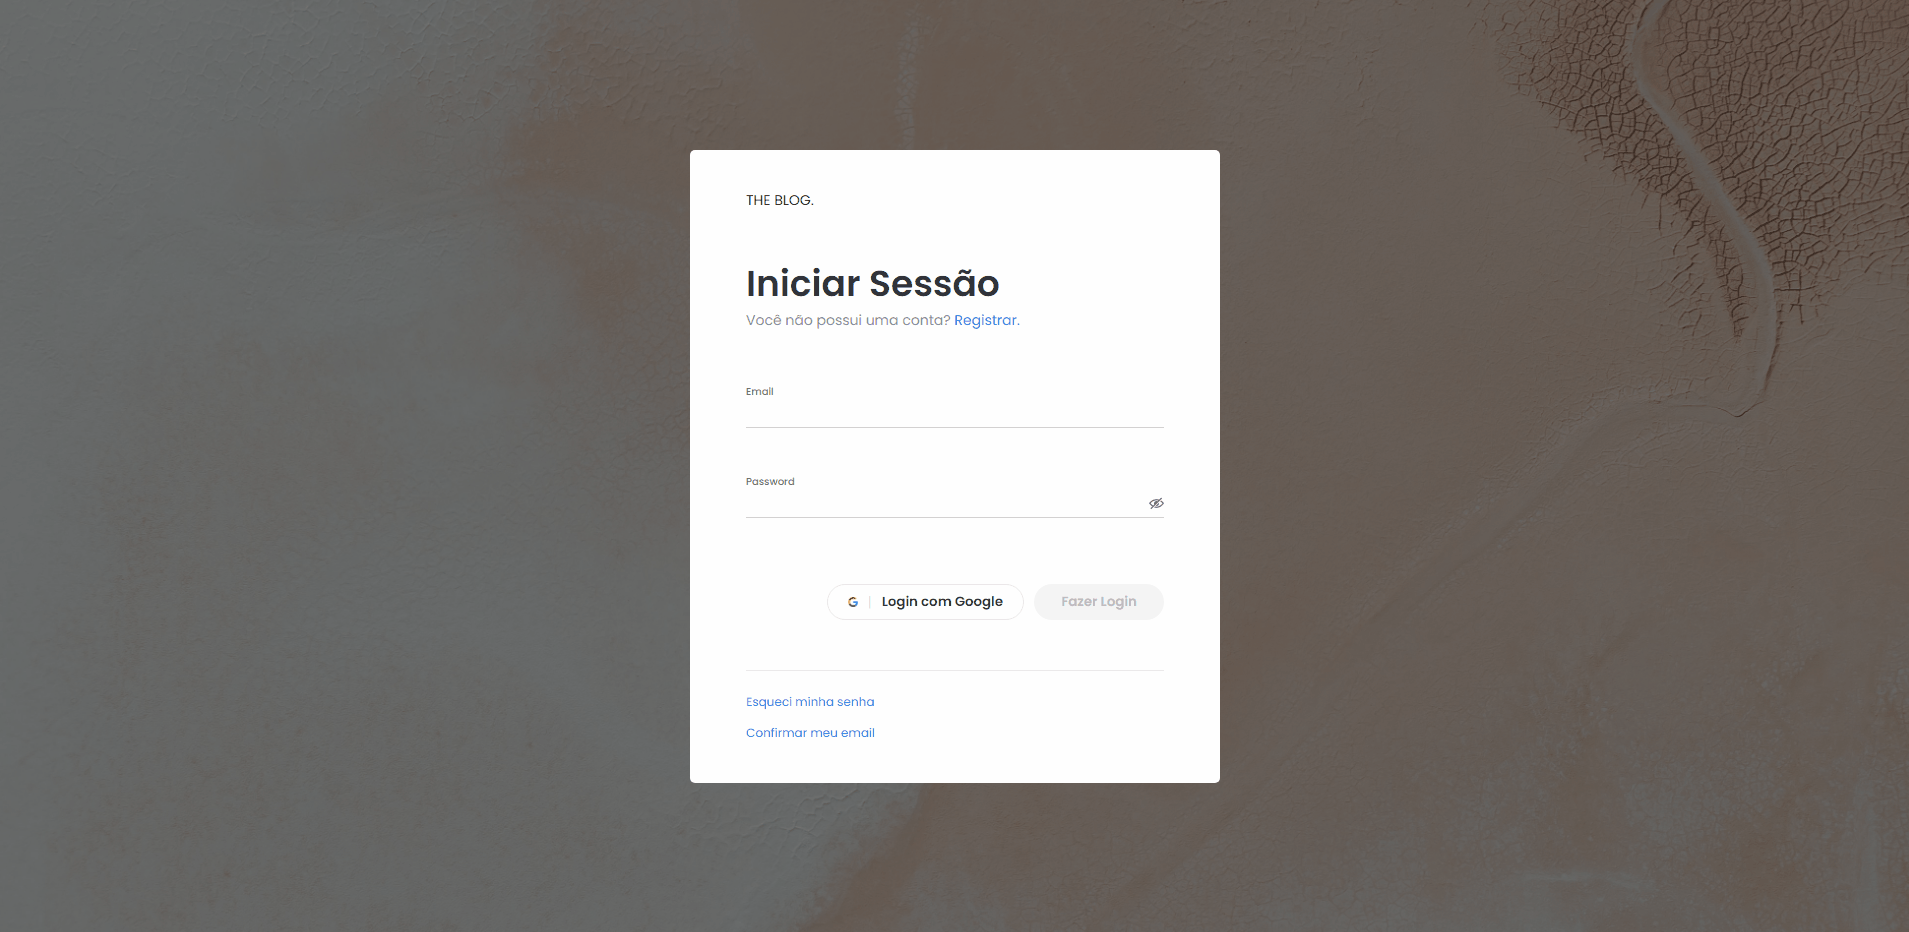 THE BLOG.
Iniciar Sessão
Você não possui uma conta? Registrar.
Email
Password
Login com Google
Fazer Login
Esqueci minha senha
Confirmar meu email